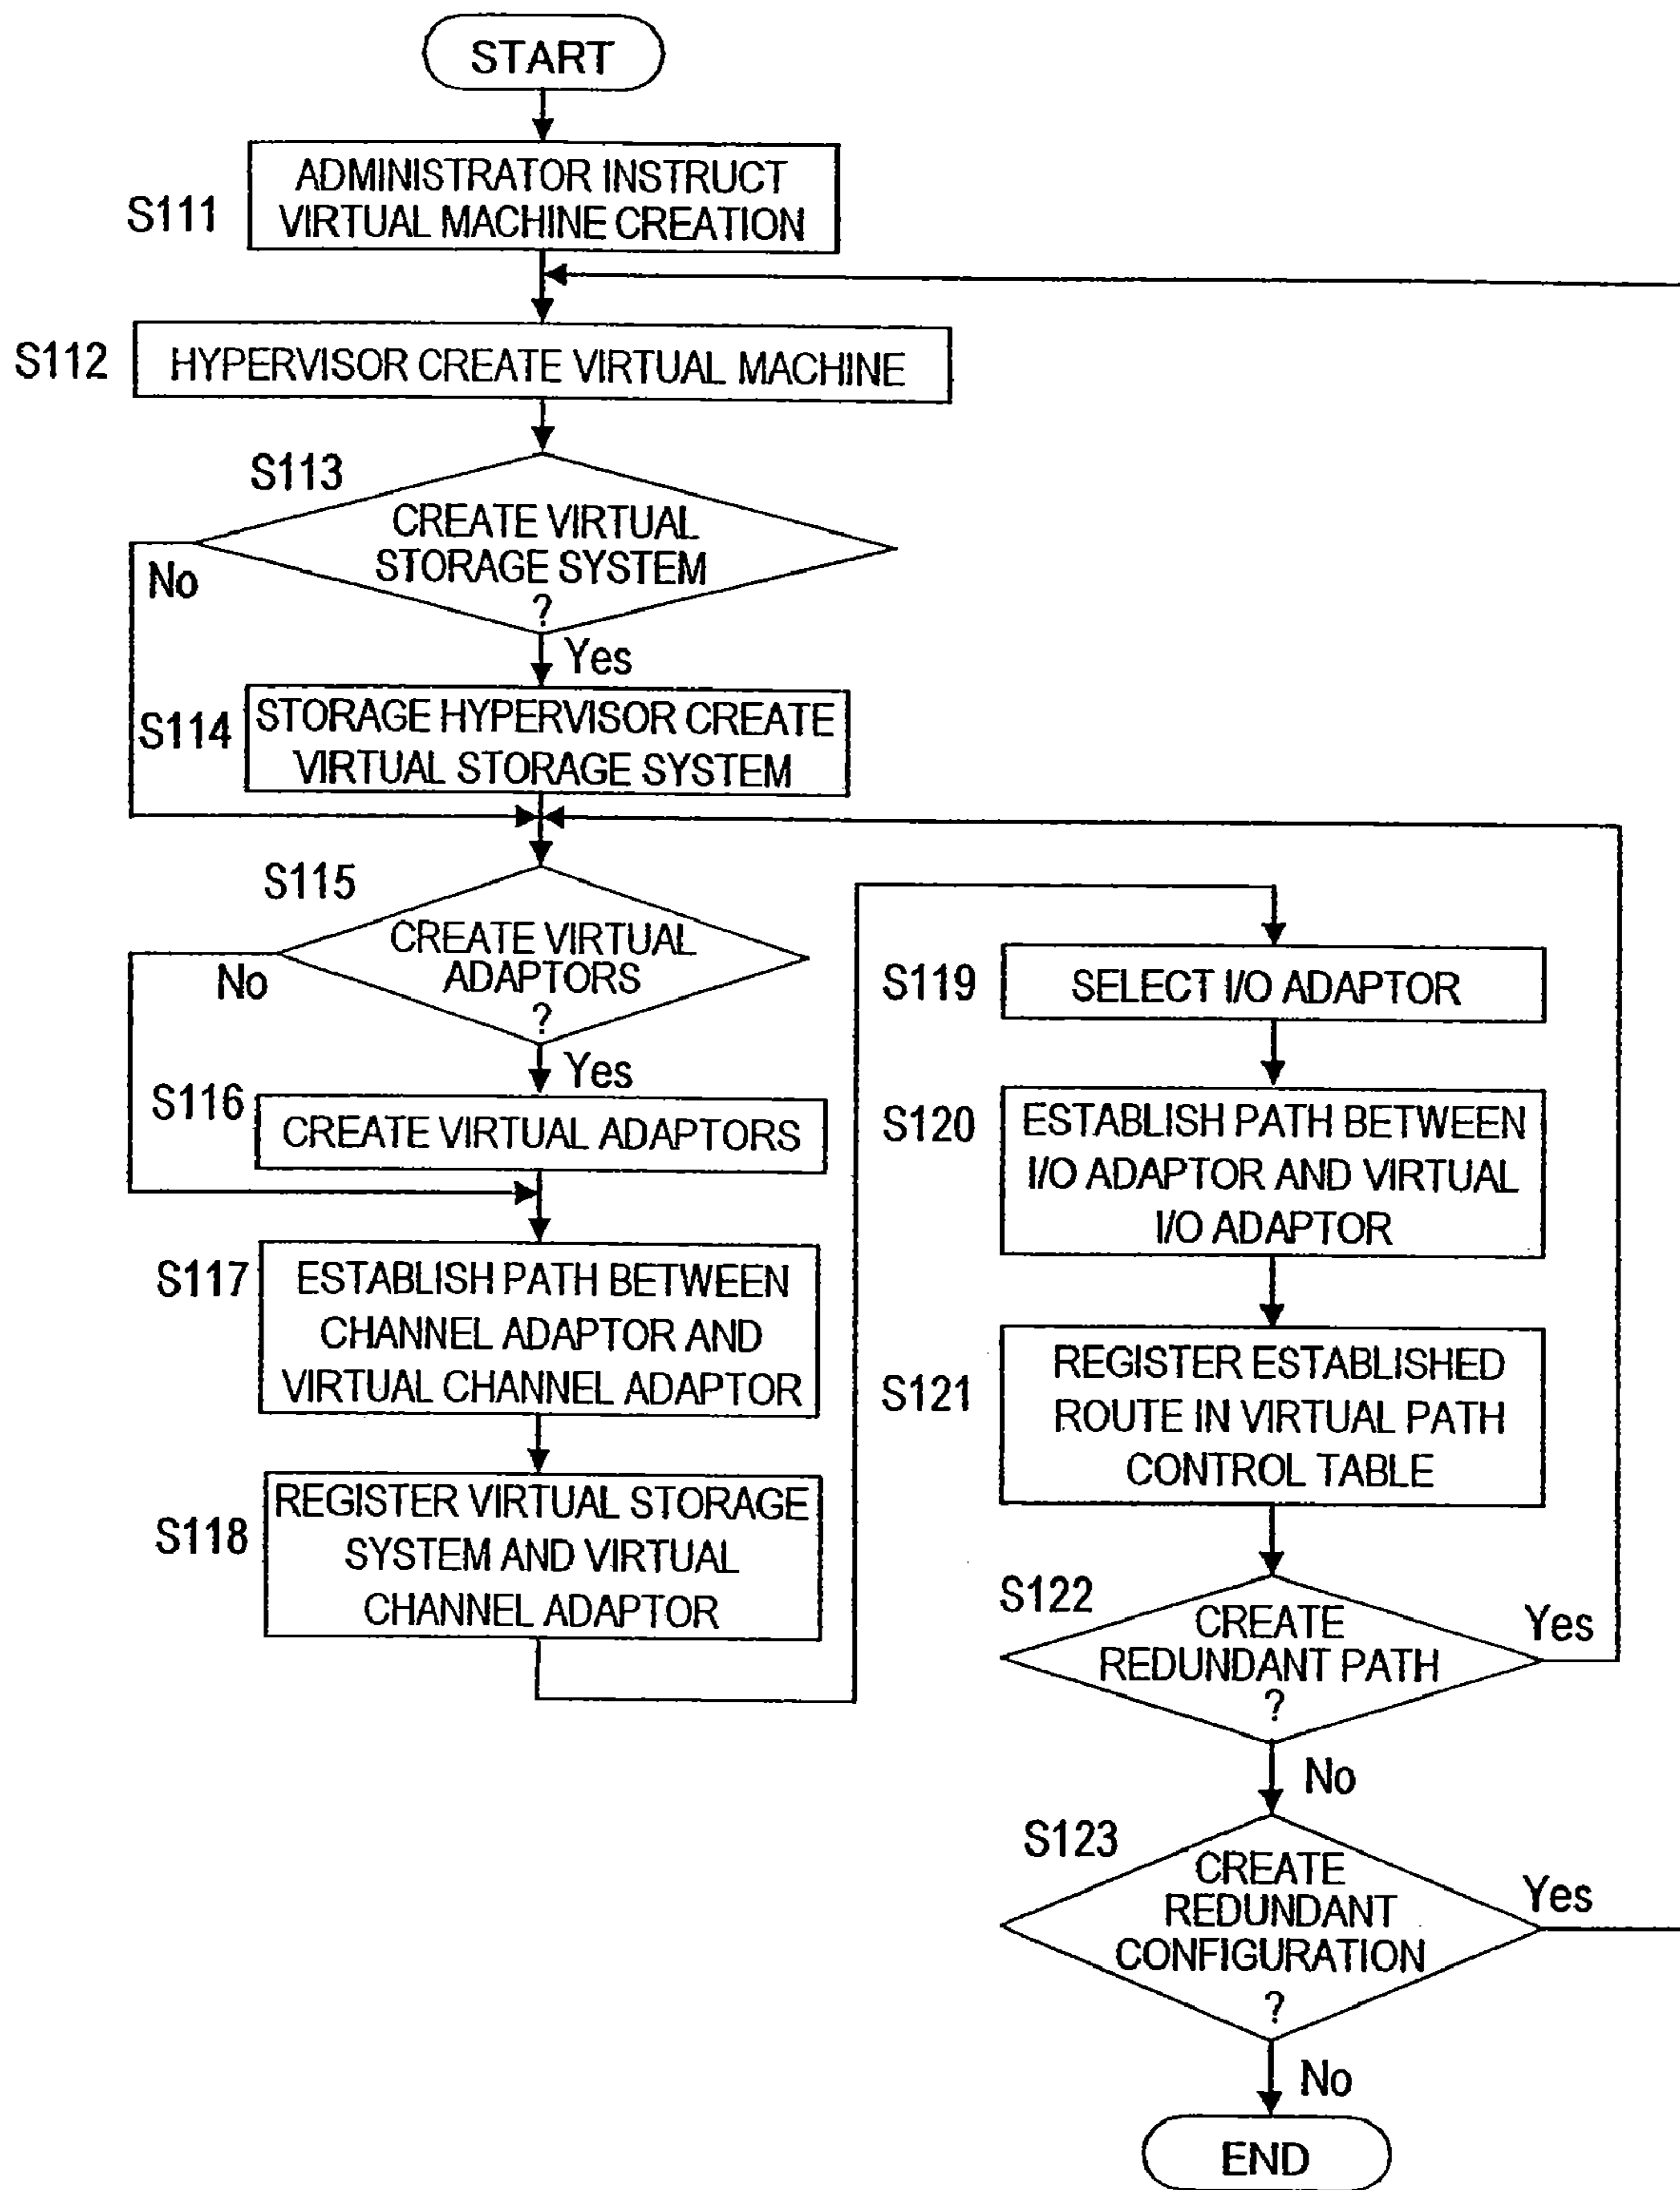 START
S111
ADMINISTRATOR INSTRUCT
VIRTUAL MACHINE CREATION
S112
HYPERVISOR CREATE VIRTUAL MACHINE
S113
CREATE VIRTUAL
STORAGE SYSTEM
?
No
Yes
S114
STORAGE HYPERVISOR CREATE
VIRTUAL STORAGE SYSTEM
S115
CREATE VIRTUAL
ADAPTORS
?
No
Yes
S116
CREATE VIRTUAL ADAPTORS
S117
ESTABLISH PATH BETWEEN
CHANNEL ADAPTOR AND
VIRTUAL CHANNEL ADAPTOR
S118
REGISTER VIRTUAL STORAGE
SYSTEM AND VIRTUAL
CHANNEL ADAPTOR
S119
SELECT I/O ADAPTOR
S120
ESTABLISH PATH BETWEEN
I/O ADAPTOR AND VIRTUAL
I/O ADAPTOR
S121
REGISTER ESTABLISHED
ROUTE IN VIRTUAL PATH
CONTROL TABLE
S122
CREATE
REDUNDANT PATH
?
Yes
No
S123
CREATE
REDUNDANT
CONFIGURATION
?
Yes
No
END